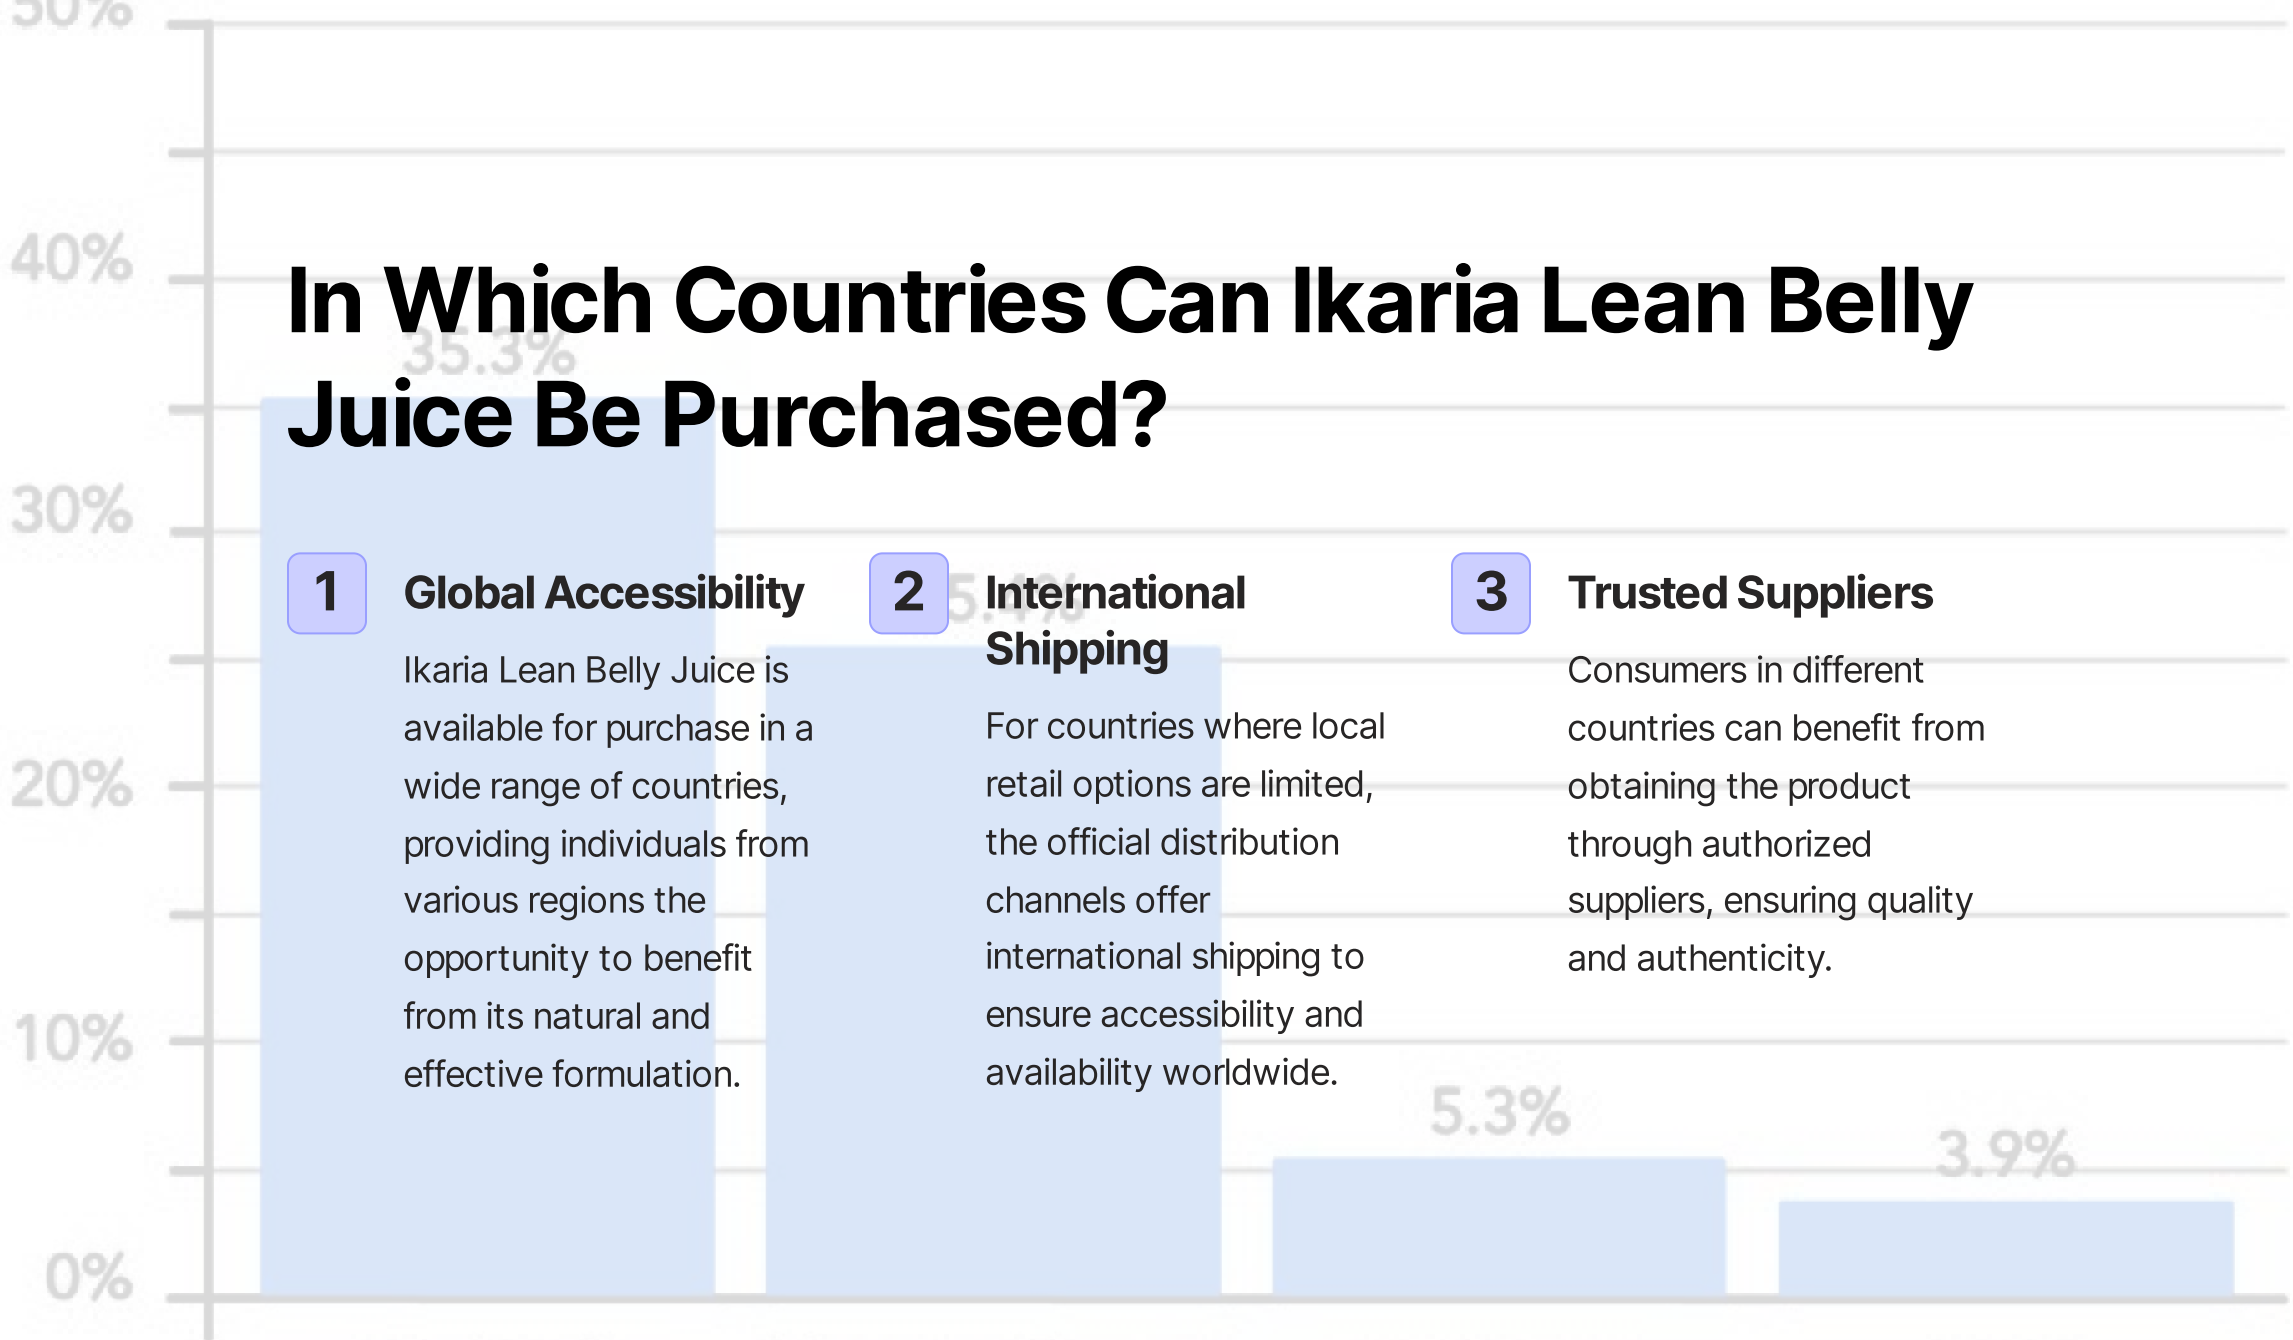 50%
40%
30%
20%
10%
0%
35.3%
5.3%
3.9%
In Which Countries Can Ikaria Lean Belly
Juice Be Purchased?
1
Global Accessibility
Ikaria Lean Belly Juice is
available for purchase in a
wide range of countries,
providing individuals from
various regions the
opportunity to benefit
from its natural and
effective formulation.
2
International
Shipping
For countries where local
retail options are limited,
the official distribution
channels offer
international shipping to
ensure accessibility and
availability worldwide.
3
Trusted Suppliers
Consumers in different
countries can benefit from
obtaining the product
through authorized
suppliers, ensuring quality
and authenticity.